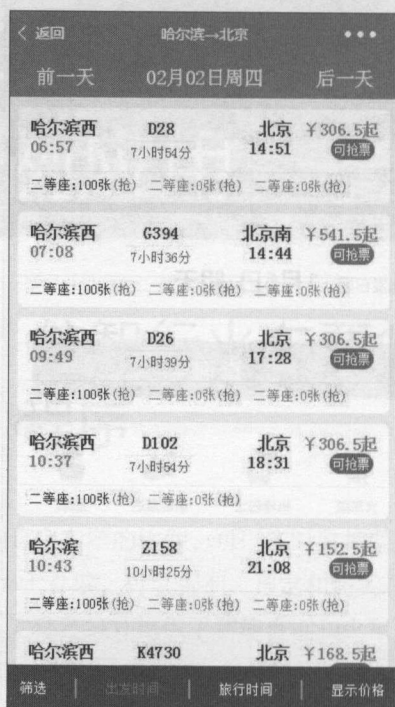 < 返回 哈尔滨→北京 •••
前一天 02月02日周四 后一天
哈尔滨西 D28 北京 ￥306.5起
06:57 7小时54分 14:51 可抢票
二等座:100张(抢) 二等座:0张(抢) 二等座:0张(抢)
哈尔滨西 G394 北京南 ￥541.5起
07:08 7小时36分 14:44 可抢票
二等座:100张(抢) 二等座:0张(抢) 二等座:0张(抢)
哈尔滨西 D26 北京 ￥306.5起
09:49 7小时39分 17:28 可抢票
二等座:100张(抢) 二等座:0张(抢) 二等座:0张(抢)
哈尔滨西 D102 北京 ￥306.5起
10:37 7小时54分 18:31 可抢票
二等座:100张(抢) 二等座:0张(抢)
哈尔滨 Z158 北京 ￥152.5起
10:43 10小时25分 21:08 可抢票
二等座:100张(抢) 二等座:0张(抢) 二等座:0张(抢)
哈尔滨西 K4730 北京 ￥168.5起
筛选 出发时间 旅行时间 显示价格